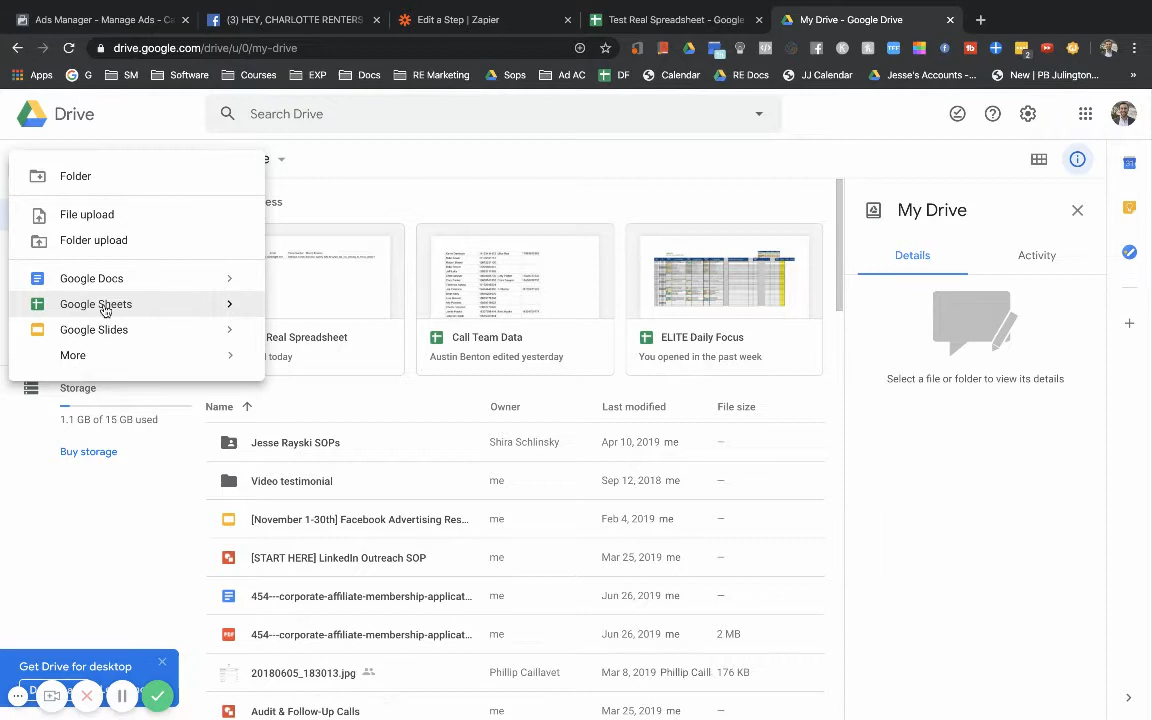 Ads Manager - Manage Ads - Ca
(3) HEY, CHARLOTTE RENTERS
Edit a Step | Zapier
Test Real Spreadsheet - Google
My Drive - Google Drive
drive.google.com/drive/u/0/my-drive
Apps
G
SM
Software
Courses
EXP
Docs
RE Marketing
Sops
Ad AC
DF
Calendar
RE Docs
JJ Calendar
Jesse's Accounts -...
New | PB Julington...
Drive
Search Drive
Folder
File upload
Folder upload
Google Docs
Google Sheets
Google Slides
More
Storage
1.1 GB of 15 GB used
Buy storage
Get Drive for desktop
e
ess
Real Spreadsheet
d today
Call Team Data
Austin Benton edited yesterday
ELITE Daily Focus
You opened in the past week
Name Owner Last modified File size
Jesse Rayski SOPs Shira Schlinsky Apr 10, 2019 me —
Video testimonial me Sep 12, 2018 me —
[November 1-30th] Facebook Advertising Res... me Feb 4, 2019 me —
[START HERE] LinkedIn Outreach SOP me Mar 25, 2019 me —
454---corporate-affiliate-membership-applicat... me Jun 26, 2019 me —
454---corporate-affiliate-membership-applicat... me Jun 26, 2019 me 2 MB
20180605_183013.jpg Phillip Caillavet Mar 8, 2019 Phillip Caill 176 KB
Audit & Follow-Up Calls me Mar 25, 2019 me —
My Drive
Details
Activity
Select a file or folder to view its details